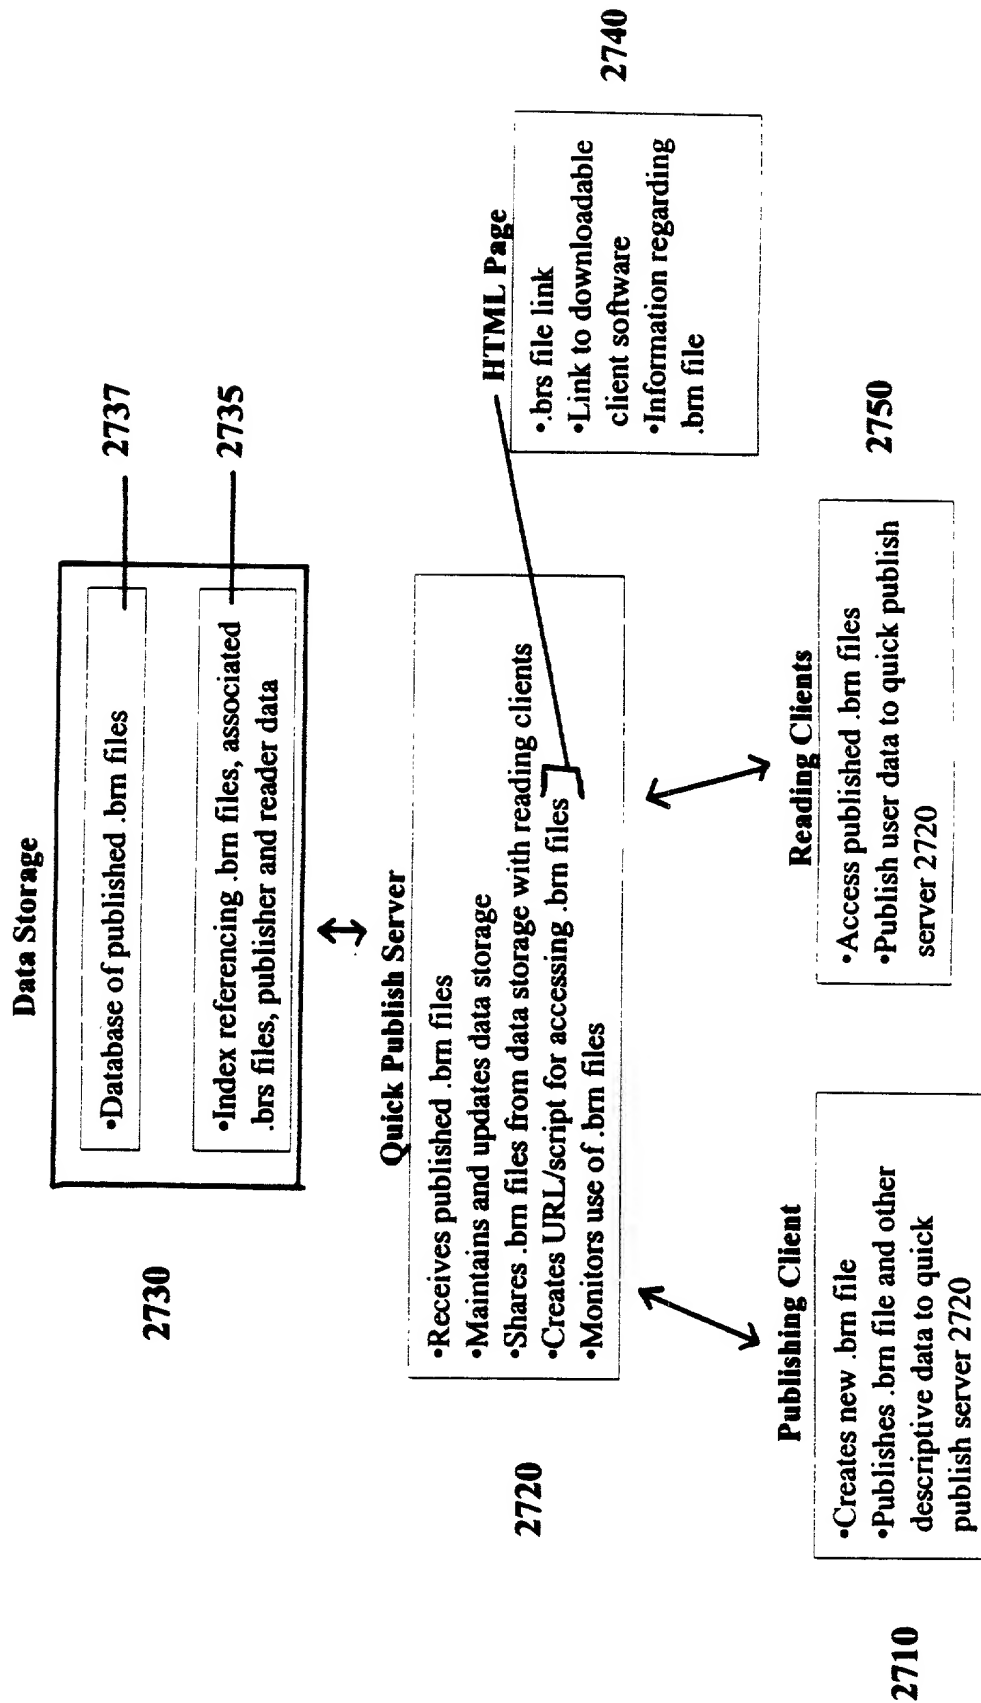 Data Storage
2730
•Database of published .brn files
2737
•Index referencing .brn files, associated
.brs files, publisher and reader data
2735
Quick Publish Server
2720
•Receives published .brn files
•Maintains and updates data storage
•Shares .brn files from data storage with reading clients
•Creates URL/script for accessing .brn files
•Monitors use of .brn files
HTML Page
2740
•.brs file link
•Link to downloadable
client software
•Information regarding
.brn file
Publishing Client
2710
•Creates new .brn file
•Publishes .brn file and other
descriptive data to quick
publish server 2720
Reading Clients
2750
•Access published .brn files
•Publish user data to quick publish
server 2720